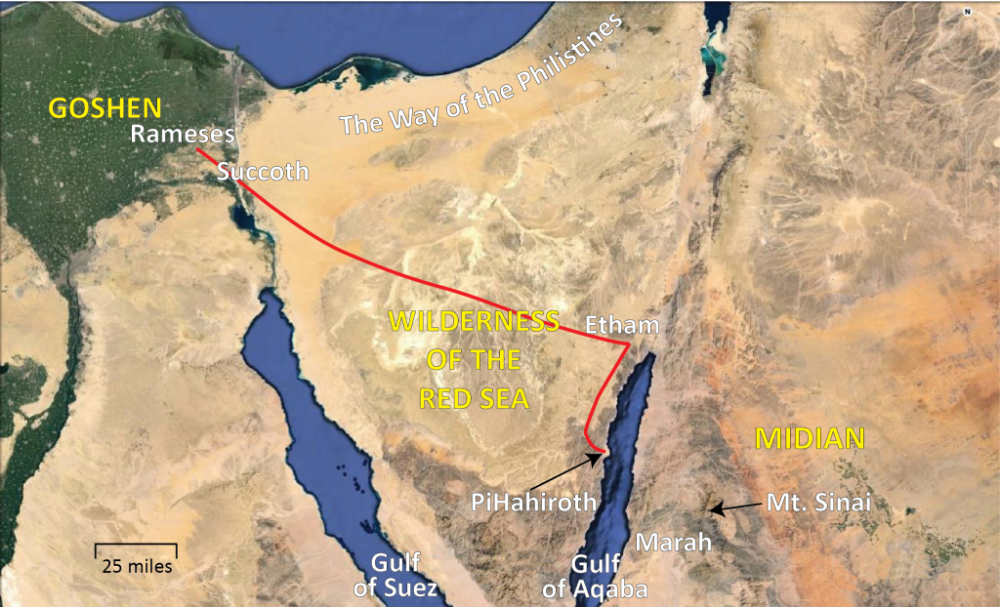 N
The Way of the Philistines
GOSHEN
Rameses
Succoth
WILDERNESS
OF THE
RED SEA
Etham
MIDIAN
PiHahiroth
Mt. Sinai
Marah
25 miles
Gulf
of Suez
Gulf
of Aqaba